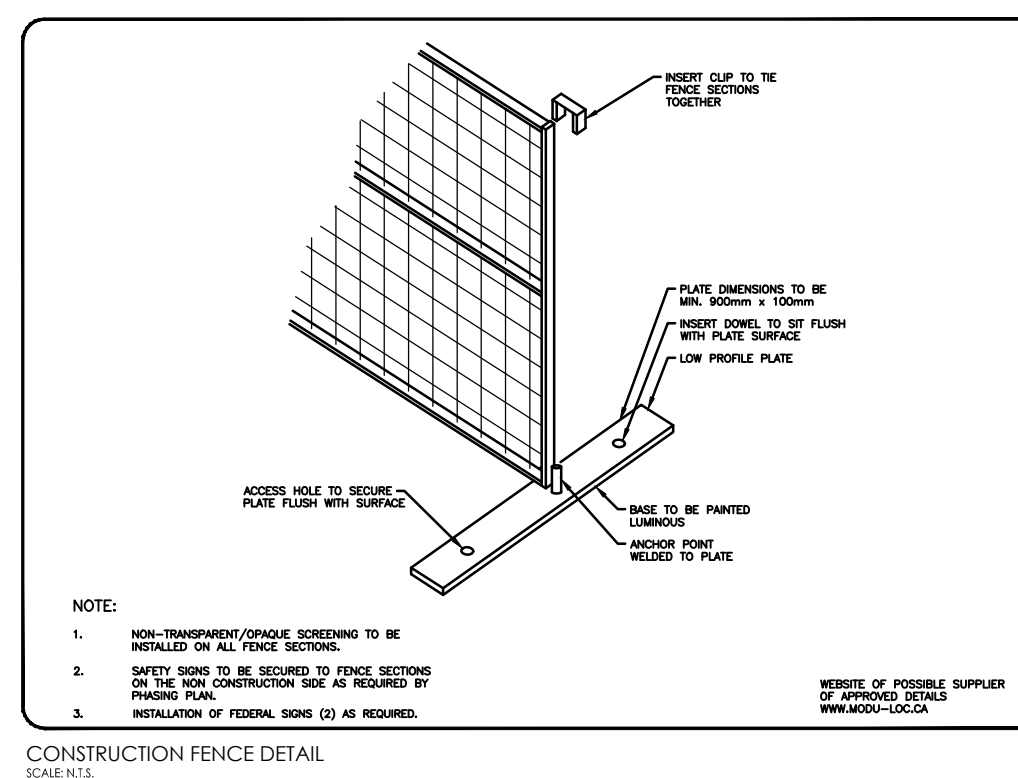 INSERT CLIP TO TIE
FENCE SECTIONS
TOGETHER
PLATE DIMENSIONS TO BE
MIN. 900mm x 100mm
INSERT DOWEL TO SIT FLUSH
WITH PLATE SURFACE
LOW PROFILE PLATE
ACCESS HOLE TO SECURE
PLATE FLUSH WITH SURFACE
BASE TO BE PAINTED
LUMINOUS
ANCHOR POINT
WELDED TO PLATE
NOTE:
1. NON-TRANSPARENT/OPAQUE SCREENING TO BE
INSTALLED ON ALL FENCE SECTIONS.
2. SAFETY SIGNS TO BE SECURED TO FENCE SECTIONS
ON THE NON CONSTRUCTION SIDE AS REQUIRED BY
PHASING PLAN.
3. INSTALLATION OF FEDERAL SIGNS (2) AS REQUIRED.
WEBSITE OF POSSIBLE SUPPLIER
OF APPROVED DETAILS
WWW.MODU-LOC.CA
CONSTRUCTION FENCE DETAIL
SCALE: N.T.S.